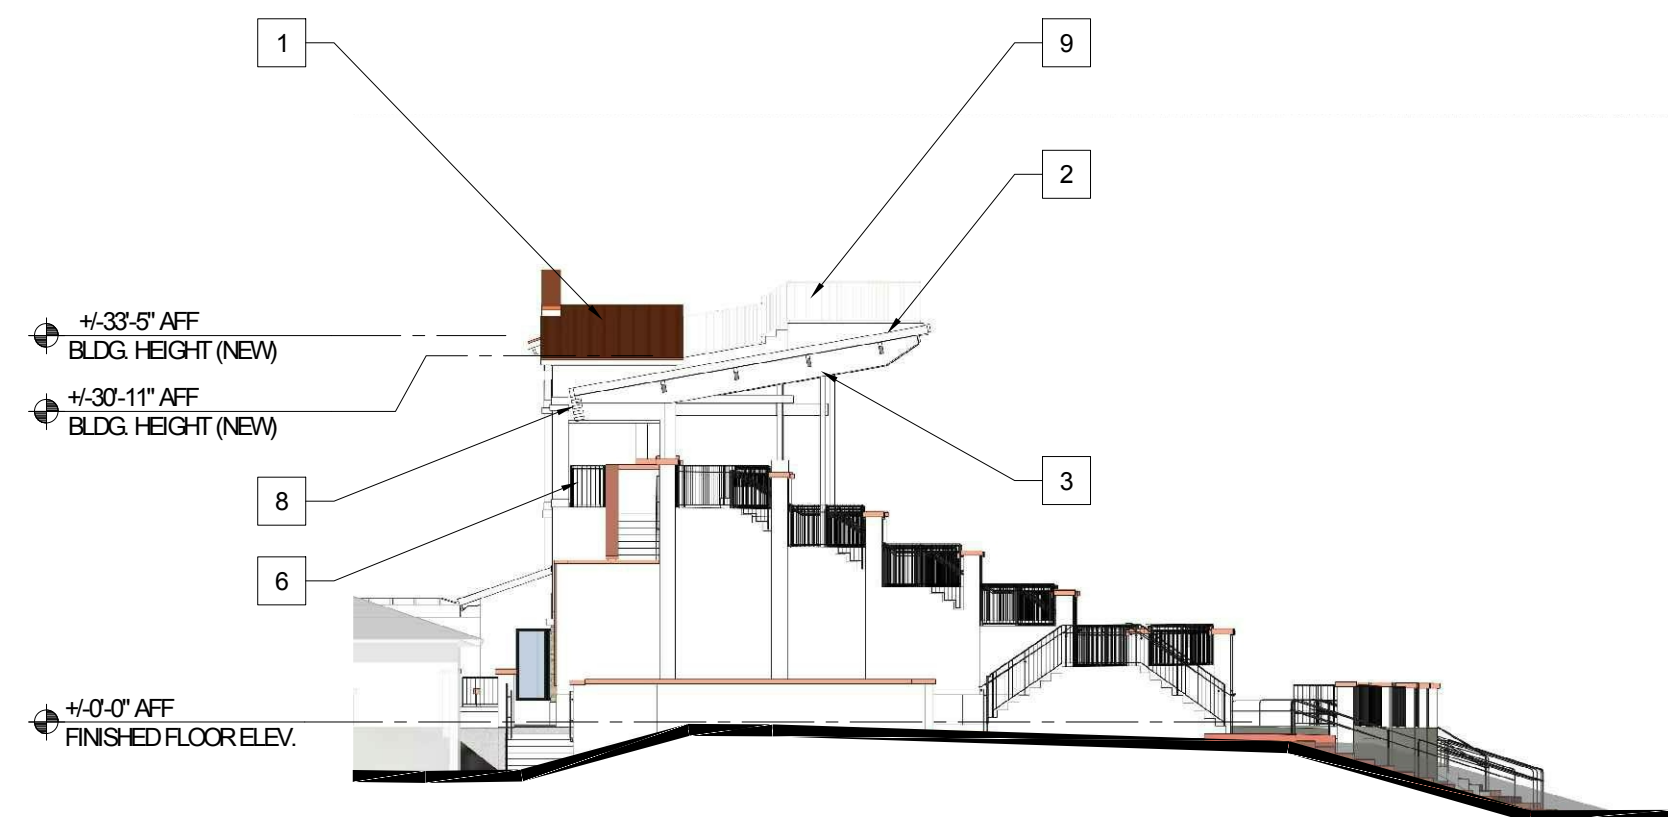 1
9
2
+/-33'-5" AFF
BLDG. HEIGHT (NEW)
+/-30'-11" AFF
BLDG. HEIGHT (NEW)
8
3
6
+/-0'-0" AFF
FINISHED FLOOR ELEV.